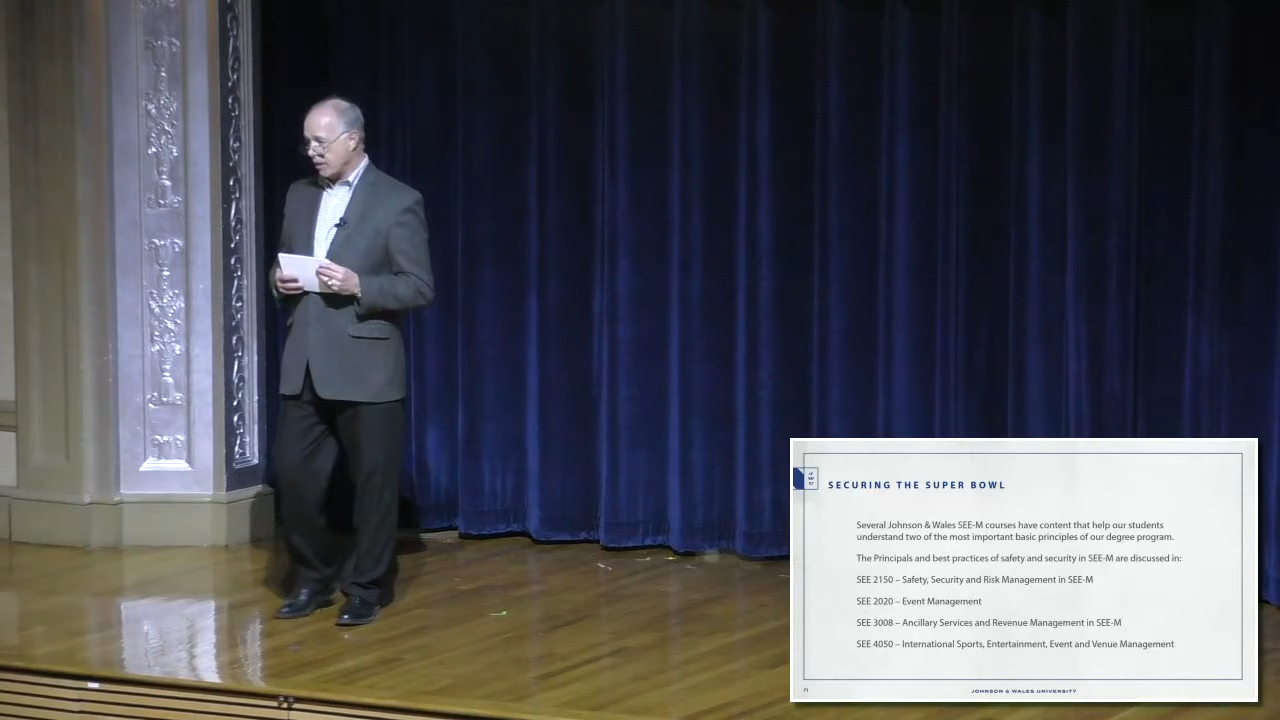 SECURING THE SUPER BOWL
Several Johnson & Wales SEE-M courses have content that help our students
understand two of the most important basic principles of our degree program.
The Principals and best practices of safety and security in SEE-M are discussed in:
SEE 2150 – Safety, Security and Risk Management in SEE-M
SEE 2020 – Event Management
SEE 3008 – Ancillary Services and Revenue Management in SEE-M
SEE 4050 – International Sports, Entertainment, Event and Venue Management
71
JOHNSON & WALES UNIVERSITY